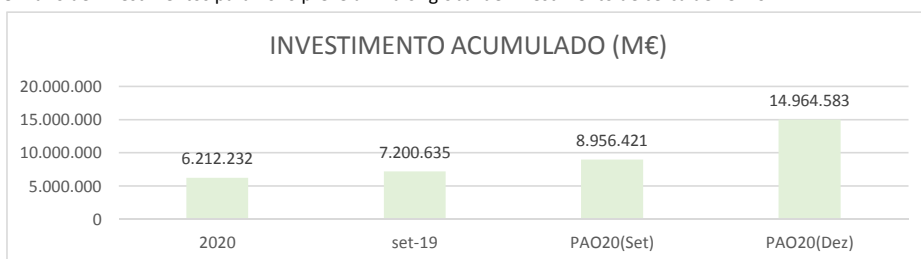 INVESTIMENTO ACUMULADO (M€)
20.000.000
15.000.000
10.000.000
5.000.000
0
6.212.232
7.200.635
8.956.421
14.964.583
2020
set-19
PAO20(Set)
PAO20(Dez)